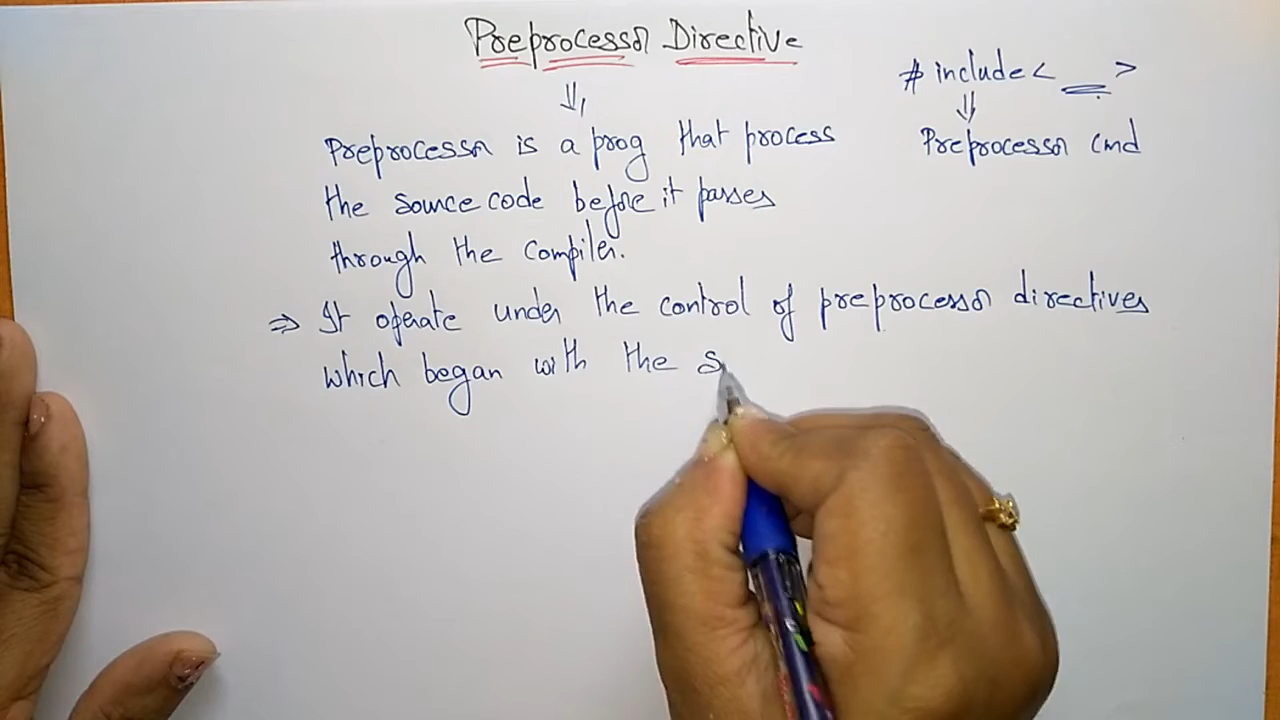 Preprocessor Directive
# include < __ >
Preprocessor cmd
Preprocessor is a prog that process
the source code before it passes
through the compiler.
⇒ It operate under the control of preprocessor directives
which began with the s